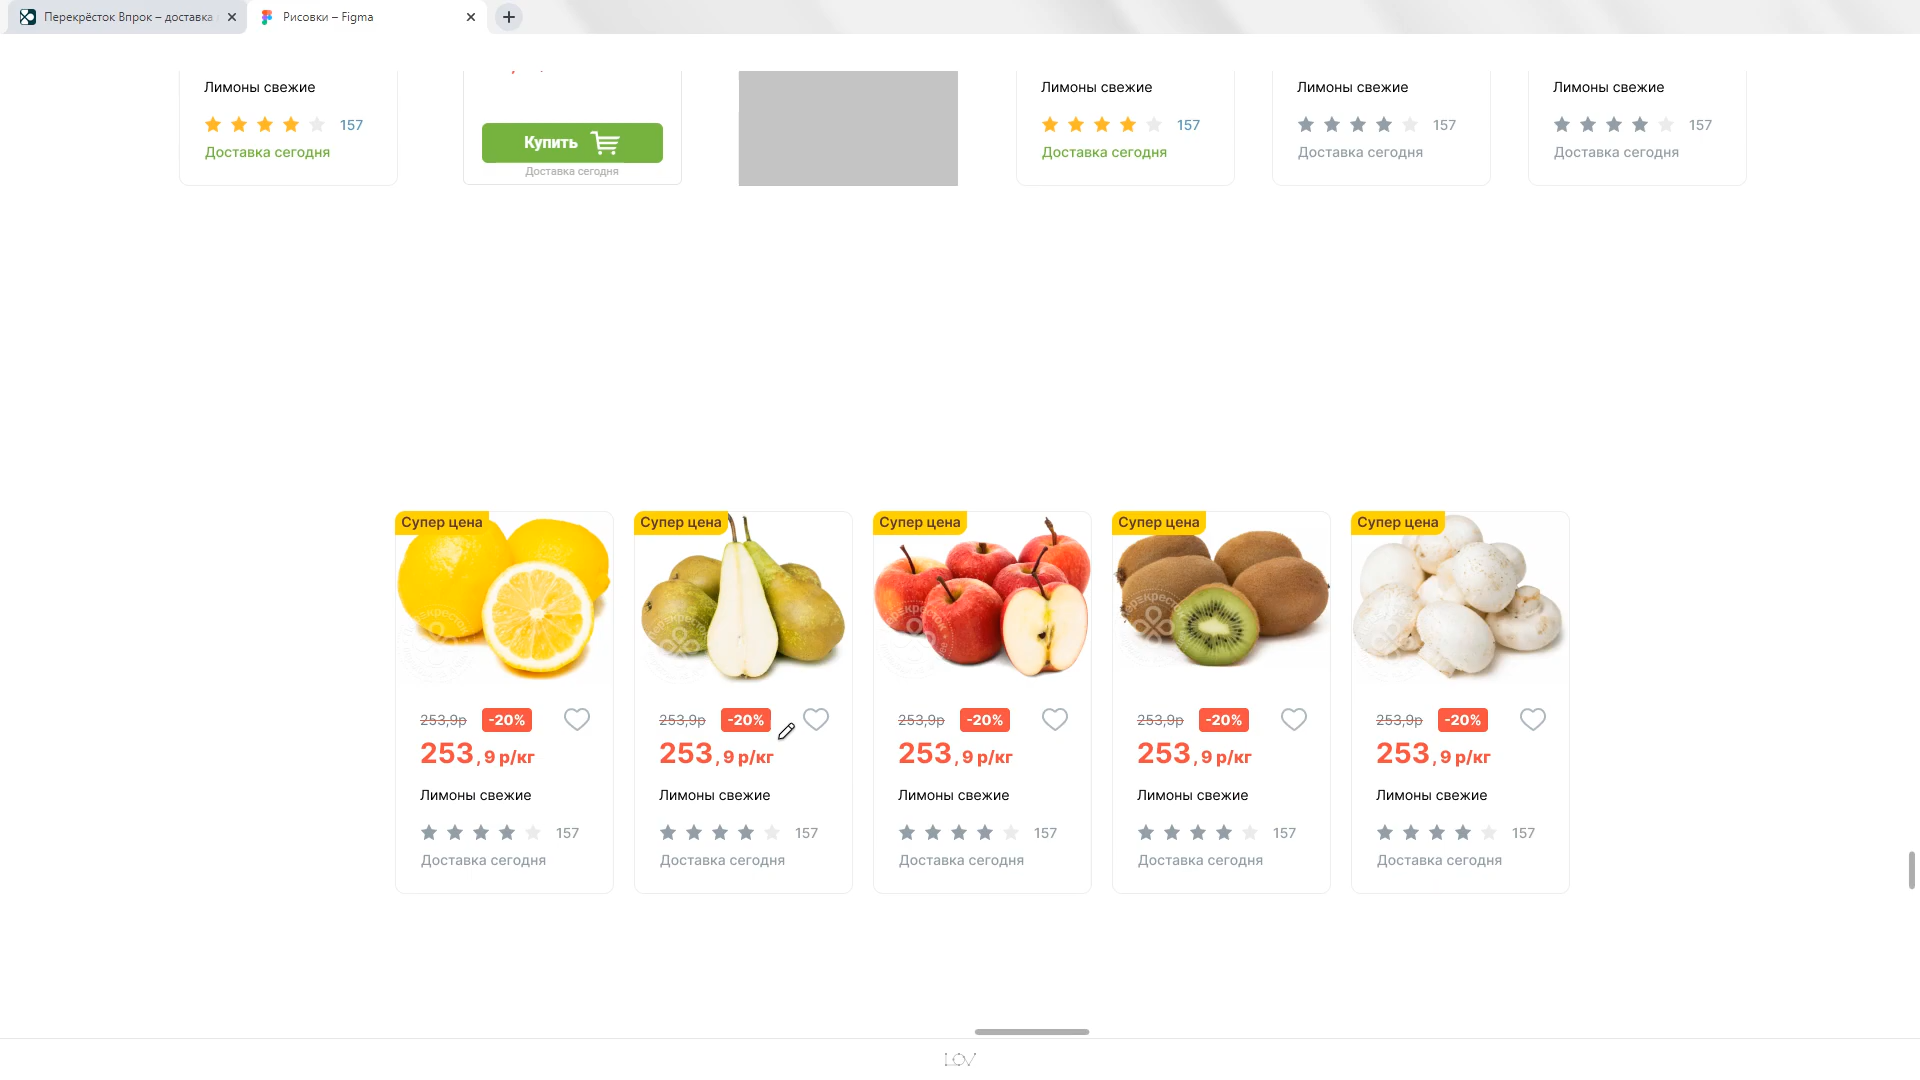 Перекрёсток Впрок – доставка
Рисовки – Figma
Лимоны свежие
157
Доставка сегодня
Купить
Доставка сегодня
Лимоны свежие
157
Доставка сегодня
Лимоны свежие
157
Доставка сегодня
Лимоны свежие
157
Доставка сегодня
Супер цена
253,9р
-20%
253, 9 р/кг
Лимоны свежие
157
Доставка сегодня
Супер цена
253,9р
-20%
253, 9 р/кг
Лимоны свежие
157
Доставка сегодня
Супер цена
253,9р
-20%
253, 9 р/кг
Лимоны свежие
157
Доставка сегодня
Супер цена
253,9р
-20%
253, 9 р/кг
Лимоны свежие
157
Доставка сегодня
Супер цена
253,9р
-20%
253, 9 р/кг
Лимоны свежие
157
Доставка сегодня
LOV